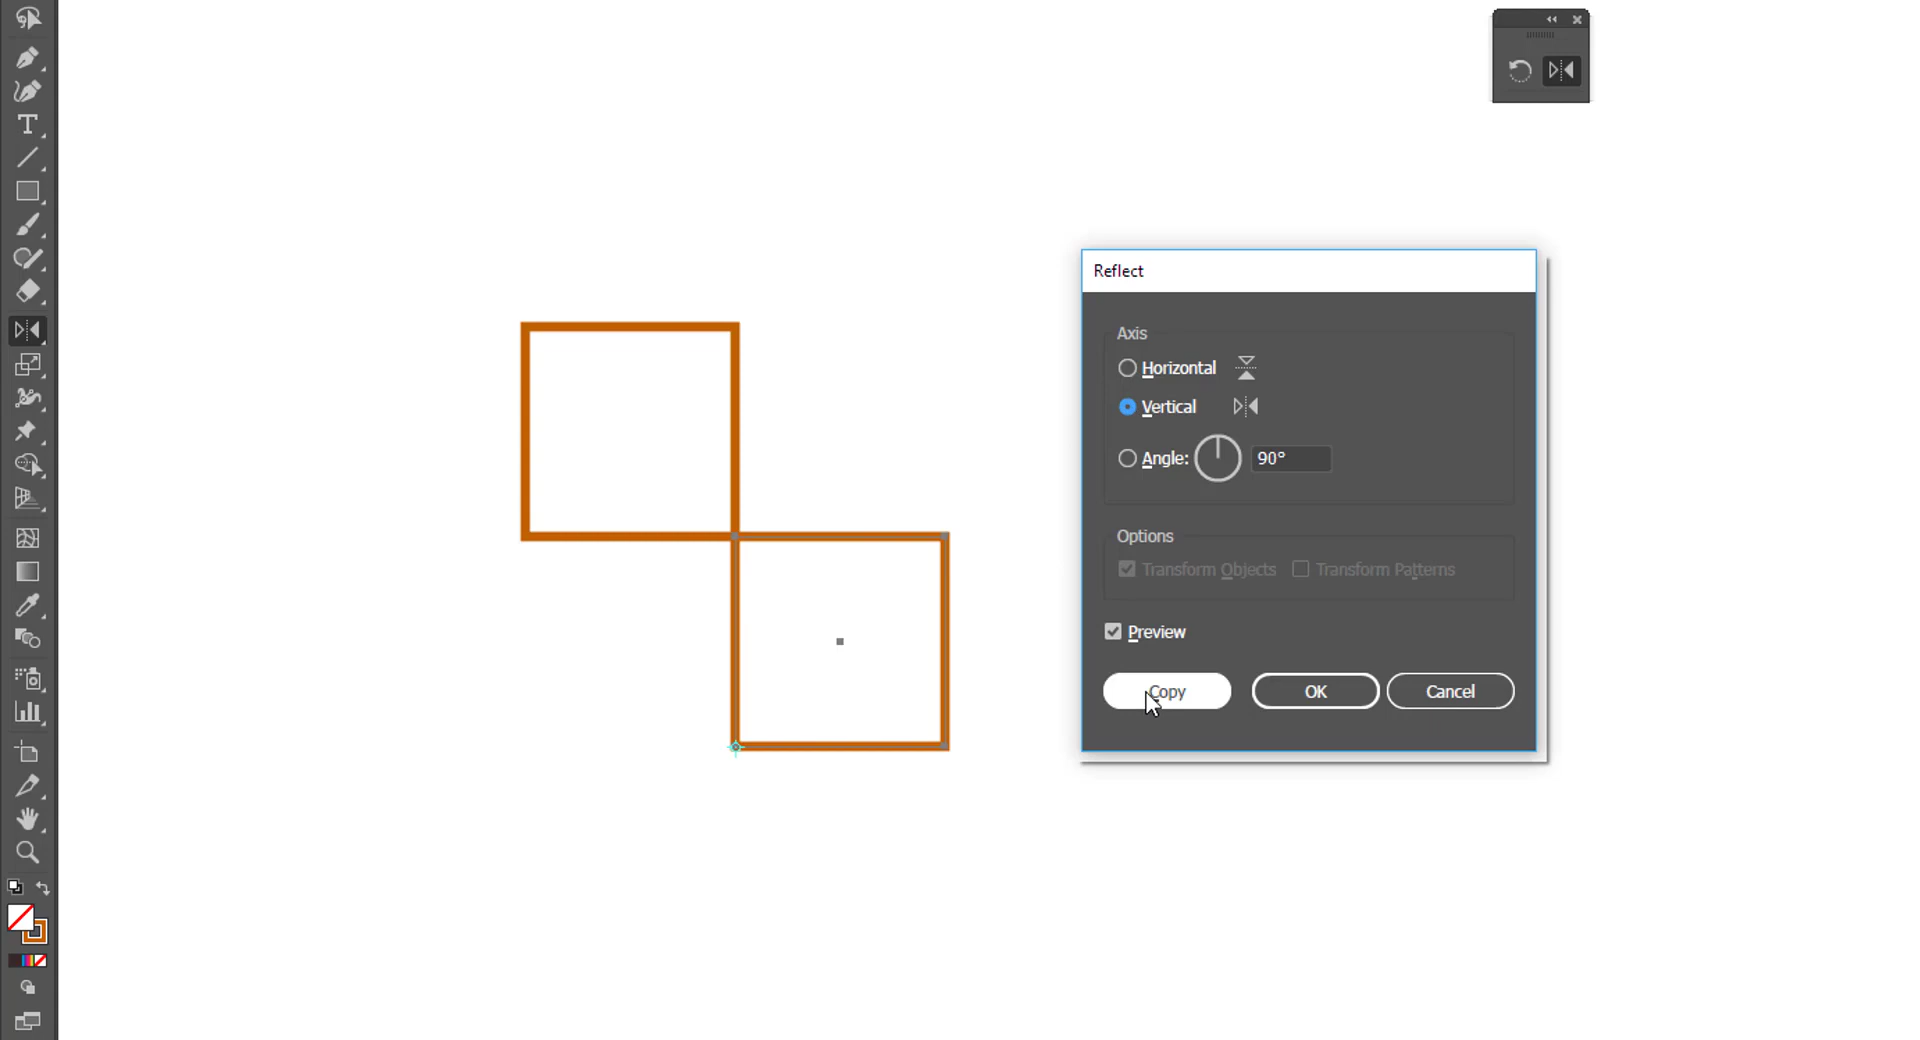 Reflect
Axis
Horizontal
Vertical
Angle: 90°
Options
Transform Objects Transform Patterns
Preview
Copy OK Cancel